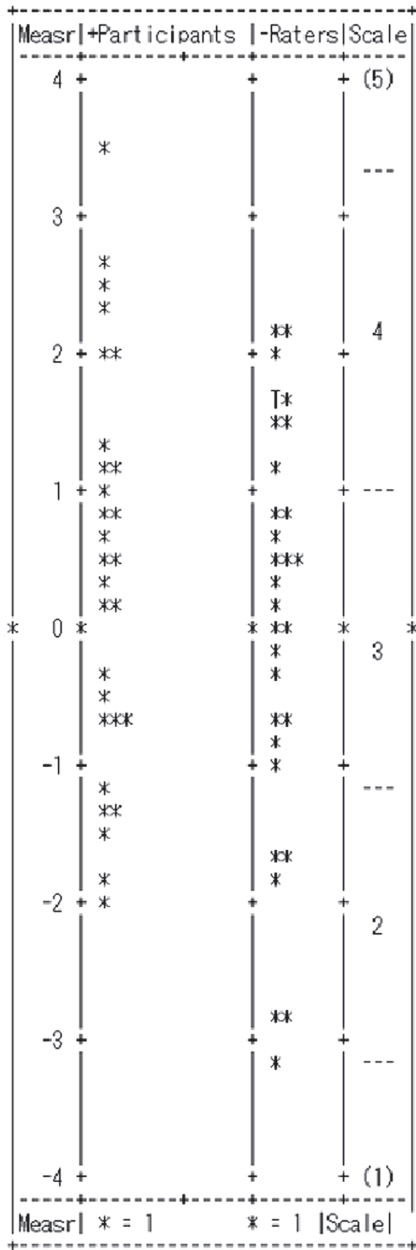 |Measr|+Participants |-Raters|Scale|
4 + + + (5)
*
---
3 + + +
*
*
*
** 4
2 + ** + * +
T*
**
*
** *
1 + * + + ---
** **
* *
** ***
* *
** *
* 0 * * ** * *
* 3
* *
*
*** **
*
-1 + + * +
* ---
**
*
**
* *
-2 + * + +
2
**
-3 + + +
* ---
-4 + + + (1)
|Measr| * = 1 * = 1 |Scale|